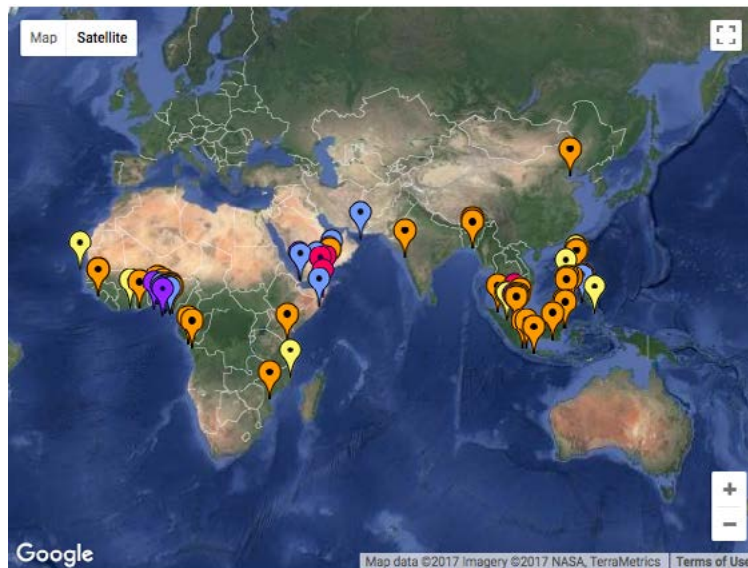 Map Satellite
+
−
Google
Map data ©2017 Imagery ©2017 NASA, TerraMetrics Terms of Use